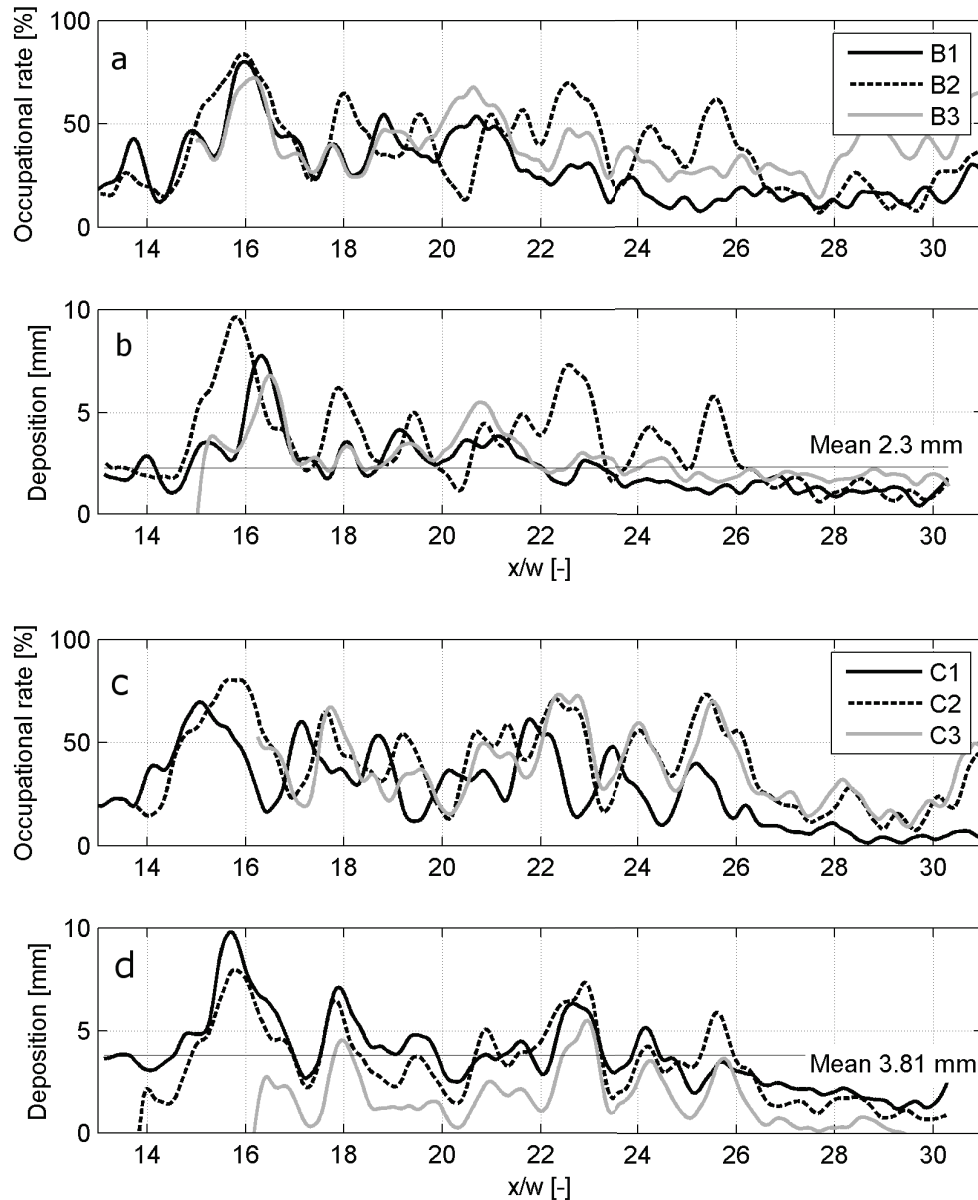 Occupational rate [%]
100
50
0
a
B1
B2
B3
14 16 18 20 22 24 26 28 30
Deposition [mm]
10
5
0
b
Mean 2.3 mm
14 16 18 20 22 24 26 28 30
x/w [-]
Occupational rate [%]
100
50
0
c
C1
C2
C3
14 16 18 20 22 24 26 28 30
Deposition [mm]
10
5
0
d
Mean 3.81 mm
14 16 18 20 22 24 26 28 30
x/w [-]